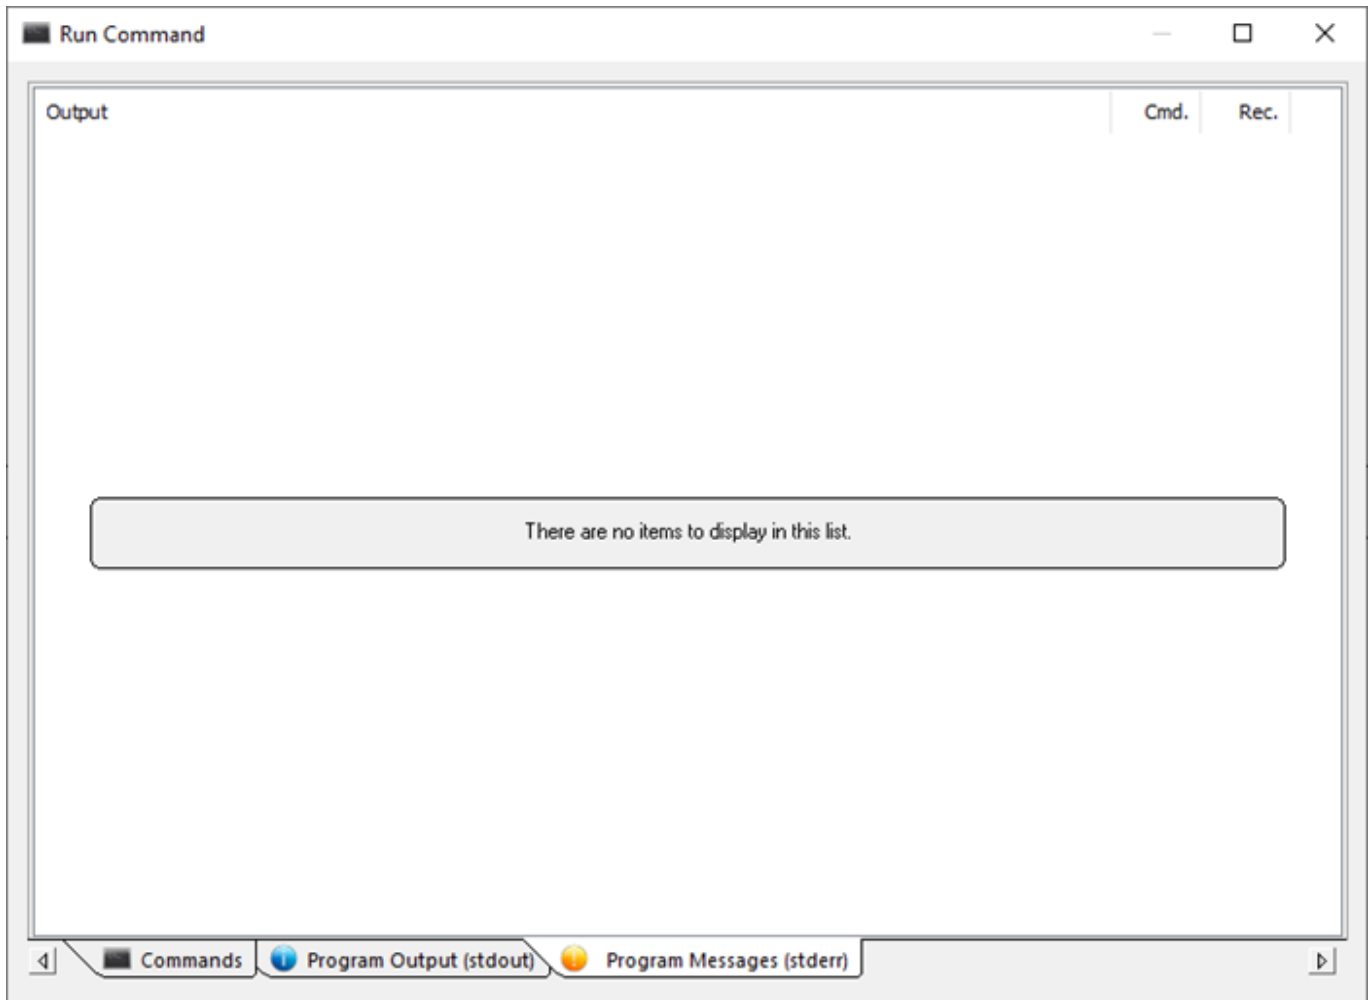 Run Command
Output Cmd. Rec.
There are no items to display in this list.
Commands Program Output (stdout) Program Messages (stderr)